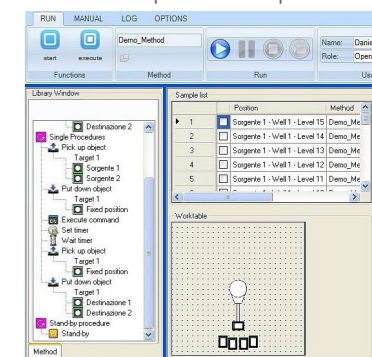 RUN MANUAL LOG OPTIONS
Demo_Method
Name: Danie
Role: Oper
start execute
Functions Method Run Use
Library Window
Destinazione 2
Single Procedures
Pick up object
Target 1
Sorgente 1
Sorgente 2
Put down object
Target 1
Fixed position
Execute command
Set timer
Wait timer
Pick up object
Target 1
Fixed position
Put down object
Target 1
Destinazione 1
Destinazione 2
Stand-by procedure
Stand-by
Method
Sample list
Position Method
1 Sorgente 1 - Well 1 - Level 15 Demo_Me
2 Sorgente 1 - Well 1 - Level 14 Demo_Me
3 Sorgente 1 - Well 1 - Level 13 Demo_Me
4 Sorgente 1 - Well 1 - Level 12 Demo_Me
5 Sorgente 1 - Well 1 - Level 11 Demo_Me
Worktable